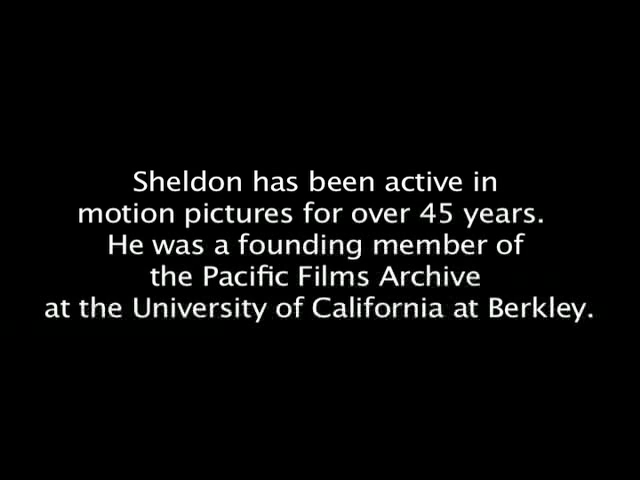 Sheldon has been active in
motion pictures for over 45 years.
He was a founding member of
the Pacific Films Archive
at the University of California at Berkley.